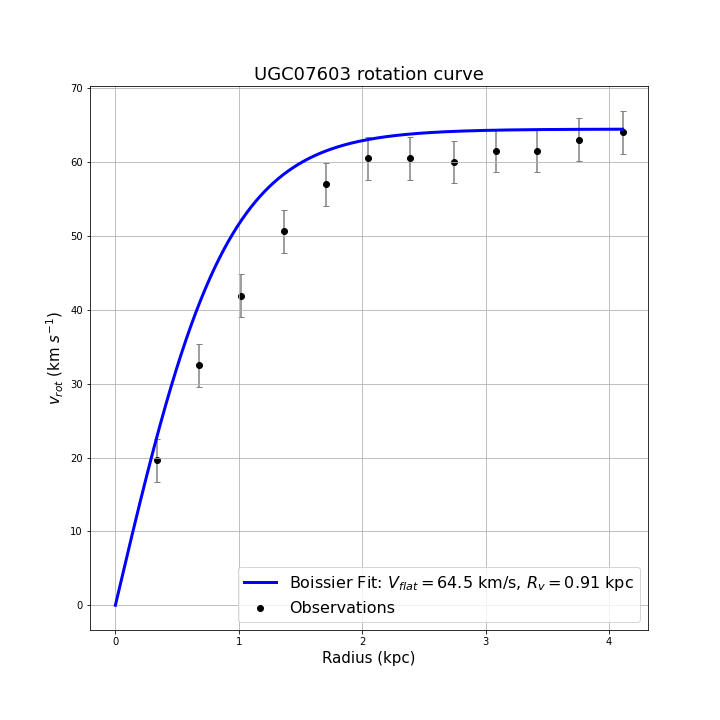 UGC07603 rotation curve
70
60
50
40
30
20
10
0
v_rot (km s⁻¹)
0 1 2 3 4
Radius (kpc)
Boissier Fit: V_flat = 64.5 km/s, R_v = 0.91 kpc
Observations